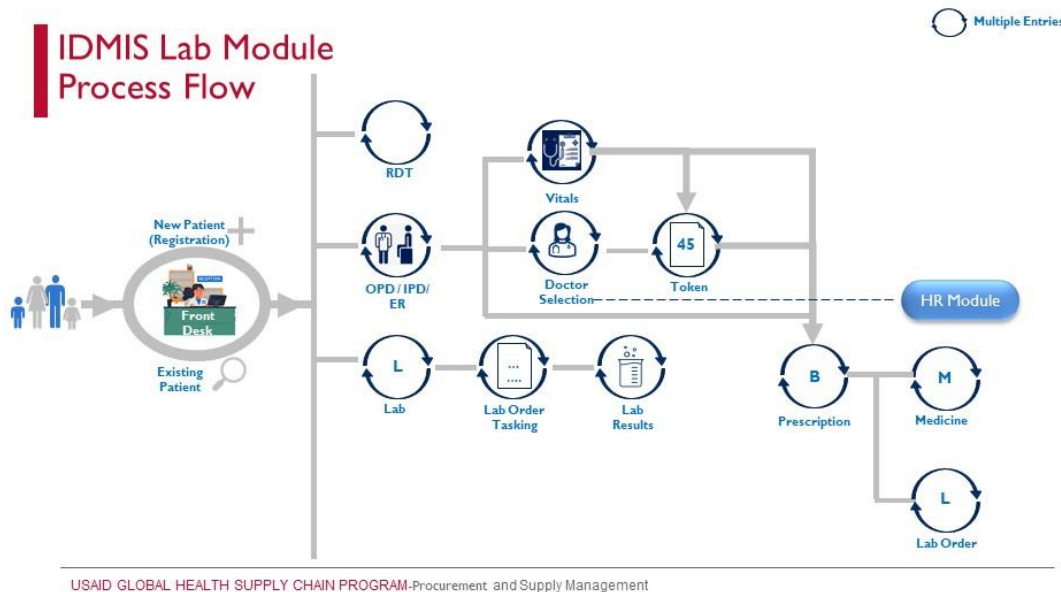 IDMIS Lab Module
Process Flow
Multiple Entries
RDT
Vitals
New Patient
(Registration)
RECEPTION
Front
Desk
Existing
Patient
OPD / IPD/
ER
Doctor
Selection
45
Token
HR Module
L
Lab
...
....
Lab Order
Tasking
Lab
Results
B
Prescription
M
Medicine
L
Lab Order
USAID GLOBAL HEALTH SUPPLY CHAIN PROGRAM-Procurement and Supply Management